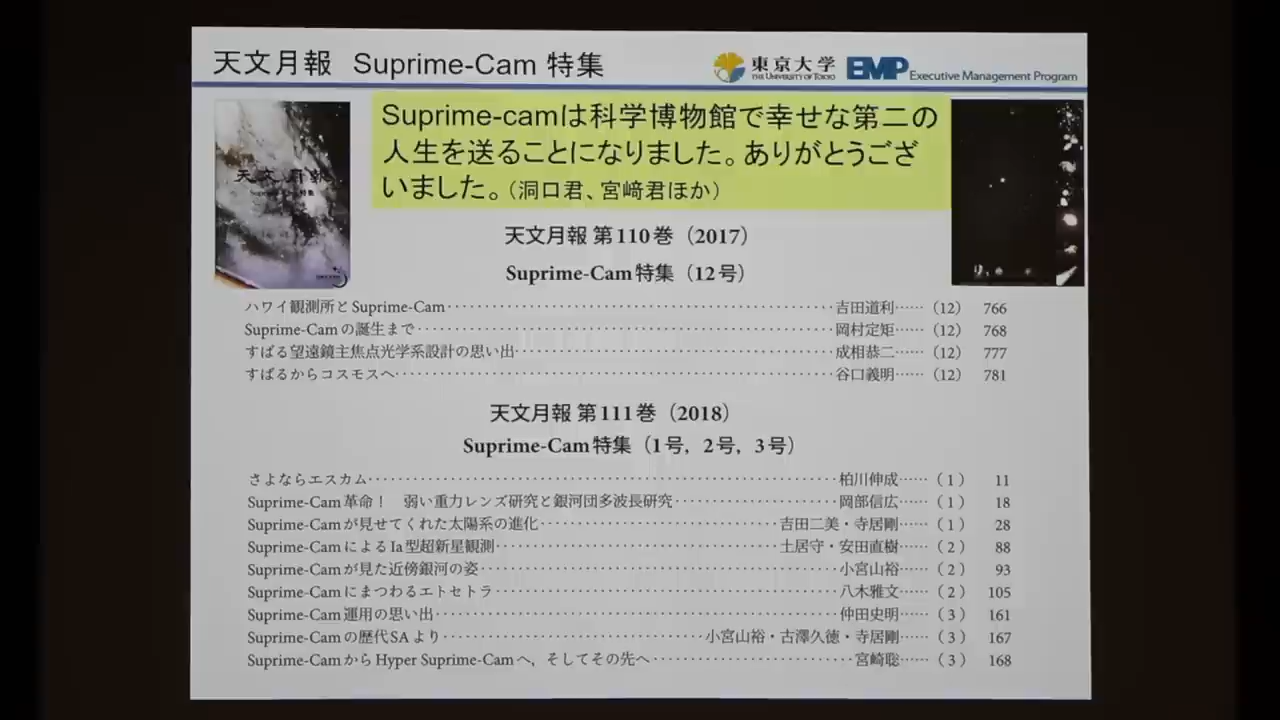 天文月報 Suprime-Cam 特集
東京大学
THE UNIVERSITY OF TOKYO
EMP Executive Management Program
Suprime-camは科学博物館で幸せな第二の
人生を送ることになりました。ありがとうござ
いました。（洞口君、宮﨑君ほか）
天文月報
Suprime-Cam特集
天文月報 第110巻（2017）
Suprime-Cam特集（12号）
ハワイ観測所とSuprime-Cam 吉田道利……（12） 766
Suprime-Camの誕生まで 岡村定矩……（12） 768
すばる望遠鏡主焦点光学系設計の思い出 成相恭二……（12） 777
すばるからコスモスへ 谷口義明……（12） 781
天文月報 第111巻（2018）
Suprime-Cam特集（1号，2号，3号）
さよならエスカム 柏川伸成……（1） 11
Suprime-Cam革命！ 弱い重力レンズ研究と銀河団多波長研究 岡部信広……（1） 18
Suprime-Camが見せてくれた太陽系の進化 吉田二美・寺居剛……（1） 28
Suprime-CamによるIa型超新星観測 土居守・安田直樹……（2） 88
Suprime-Camが見た近傍銀河の姿 小宮山裕……（2） 93
Suprime-Camにまつわるエトセトラ 八木雅文……（2） 105
Suprime-Cam運用の思い出 仲田史明……（3） 161
Suprime-Camの歴代SAより 小宮山裕・古澤久徳・寺居剛……（3） 167
Suprime-CamからHyper Suprime-Camへ，そしてその先へ 宮崎聡……（3） 168